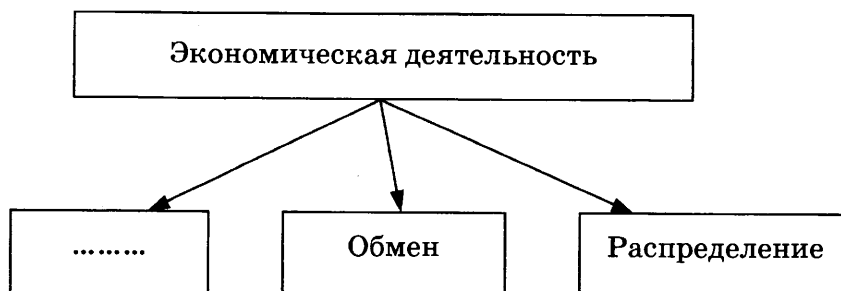 Экономическая деятельность
.........
Обмен
Распределение